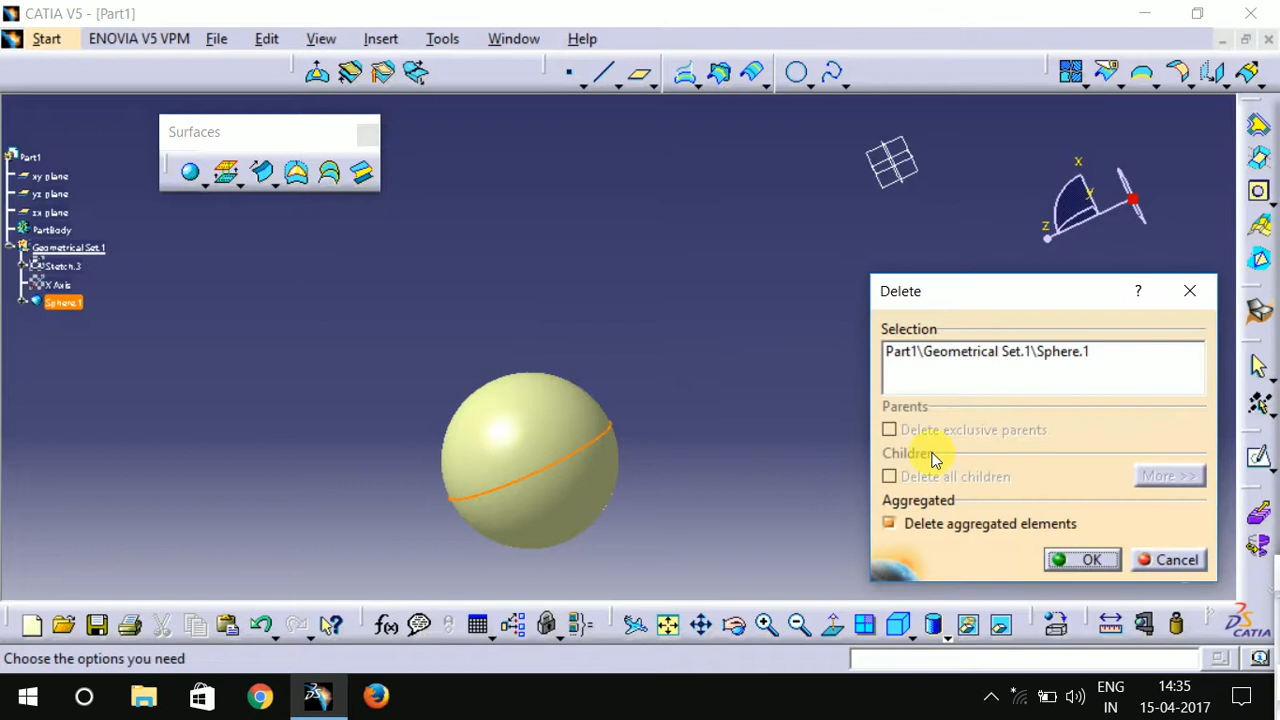 CATIA V5 - [Part1]
Start ENOVIA V5 VPM File Edit View Insert Tools Window Help
Surfaces
Part1
xy plane
yz plane
zx plane
PartBody
Geometrical Set.1
Sketch.3
X Axis
Sphere.1
x
y
z
Delete ?
Selection
Part1\Geometrical Set.1\Sphere.1
Parents
Delete exclusive parents
Children
Delete all children More >>
Aggregated
Delete aggregated elements
OK Cancel
f(x)
CATIA
Choose the options you need
ENG 14:35
IN 15-04-2017